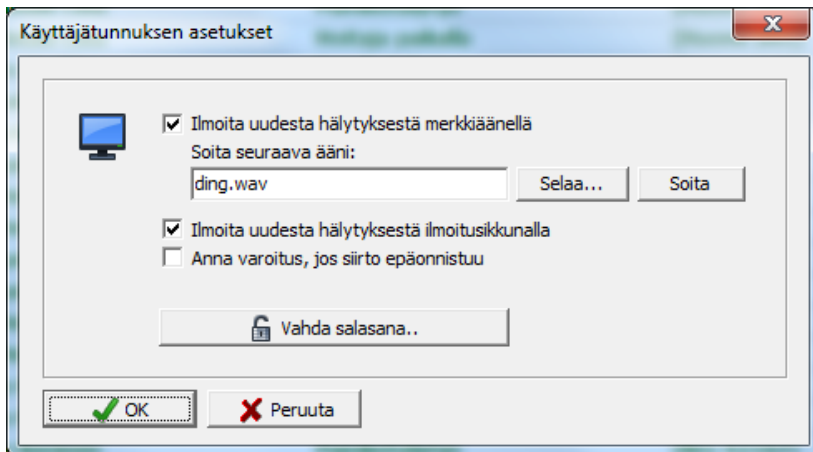 Käyttäjätunnuksen asetukset
Ilmoita uudesta hälytyksestä merkkiäänellä
Soita seuraava ääni:
ding.wav Selaa... Soita
Ilmoita uudesta hälytyksestä ilmoitusikkunalla
Anna varoitus, jos siirto epäonnistuu
Vahda salasana..
OK Peruuta